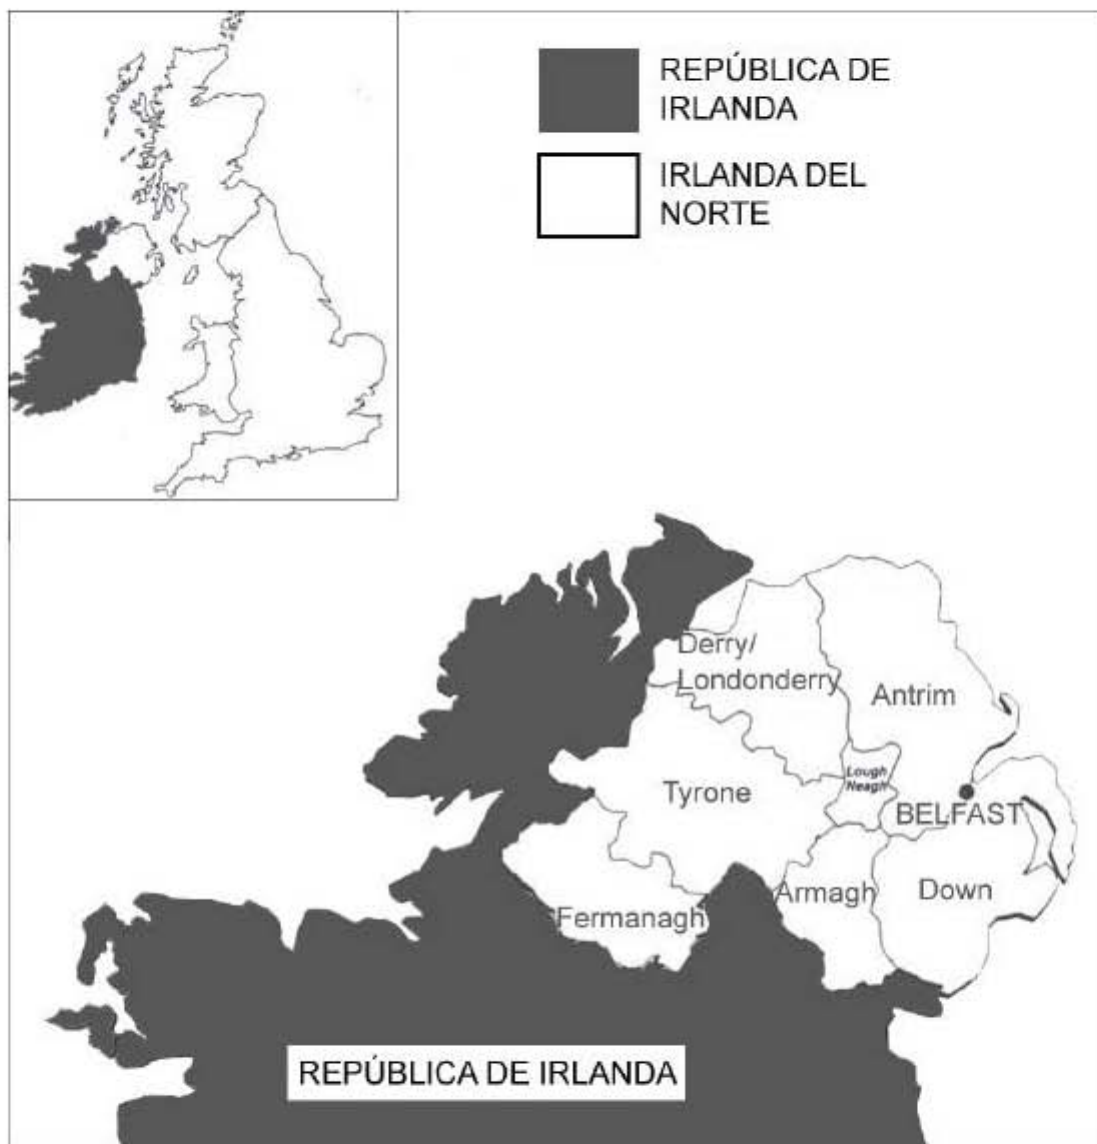 REPÚBLICA DE
IRLANDA
IRLANDA DEL
NORTE
Derry/
Londonderry
Antrim
Lough
Neagh
Tyrone
BELFAST
Armagh
Down
Fermanagh
REPÚBLICA DE IRLANDA